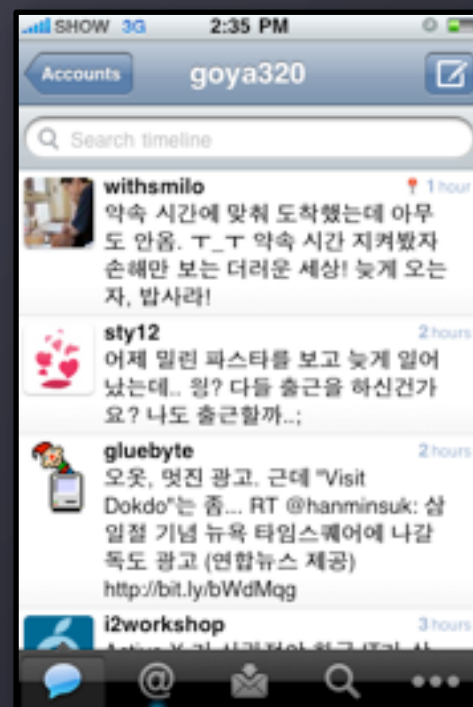 SHOW 3G 2:35 PM
Accounts goya320
Search timeline
withsmilo 1 hour
약속 시간에 맞춰 도착했는데 아무
도 안옴. ㅜ_ㅜ 약속 시간 지켜봤자
손해만 보는 더러운 세상! 늦게 오는
자, 밥사라!
sty12 2 hours
어제 밀린 파스타를 보고 늦게 일어
났는데.. 윙? 다들 출근을 하신건가
요? 나도 출근할까..;
gluebyte 2 hours
오옷, 멋진 광고. 근데 "Visit
Dokdo"는 좀... RT @hanminsuk: 삼
일절 기념 뉴욕 타임스퀘어에 나갈
독도 광고 (연합뉴스 제공)
http://bit.ly/bWdMqg
i2workshop 3 hours